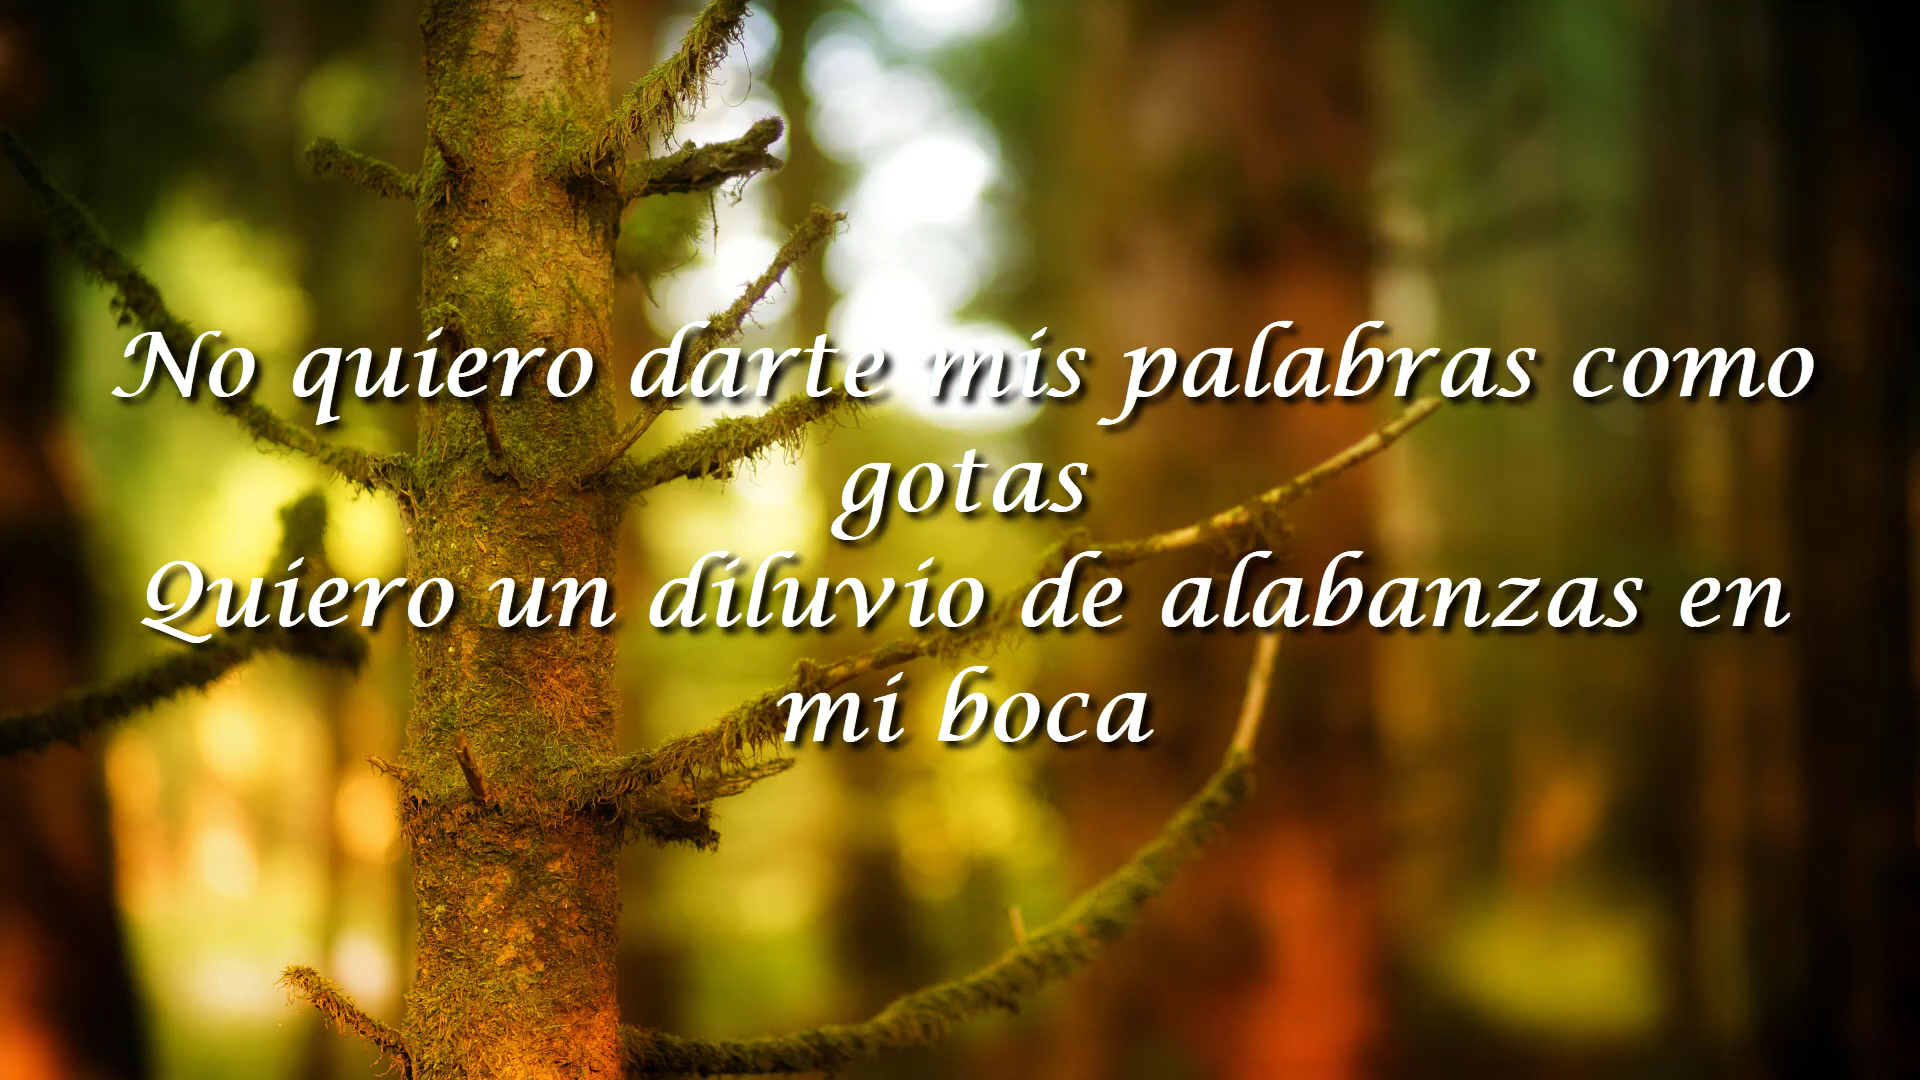 No quiero darte mis palabras como
gotas
Quiero un diluvio de alabanzas en
mi boca